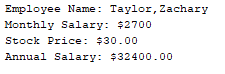 Employee Name: Taylor,Zachary
Monthly Salary: $2700
Stock Price: $30.00
Annual Salary: $32400.00